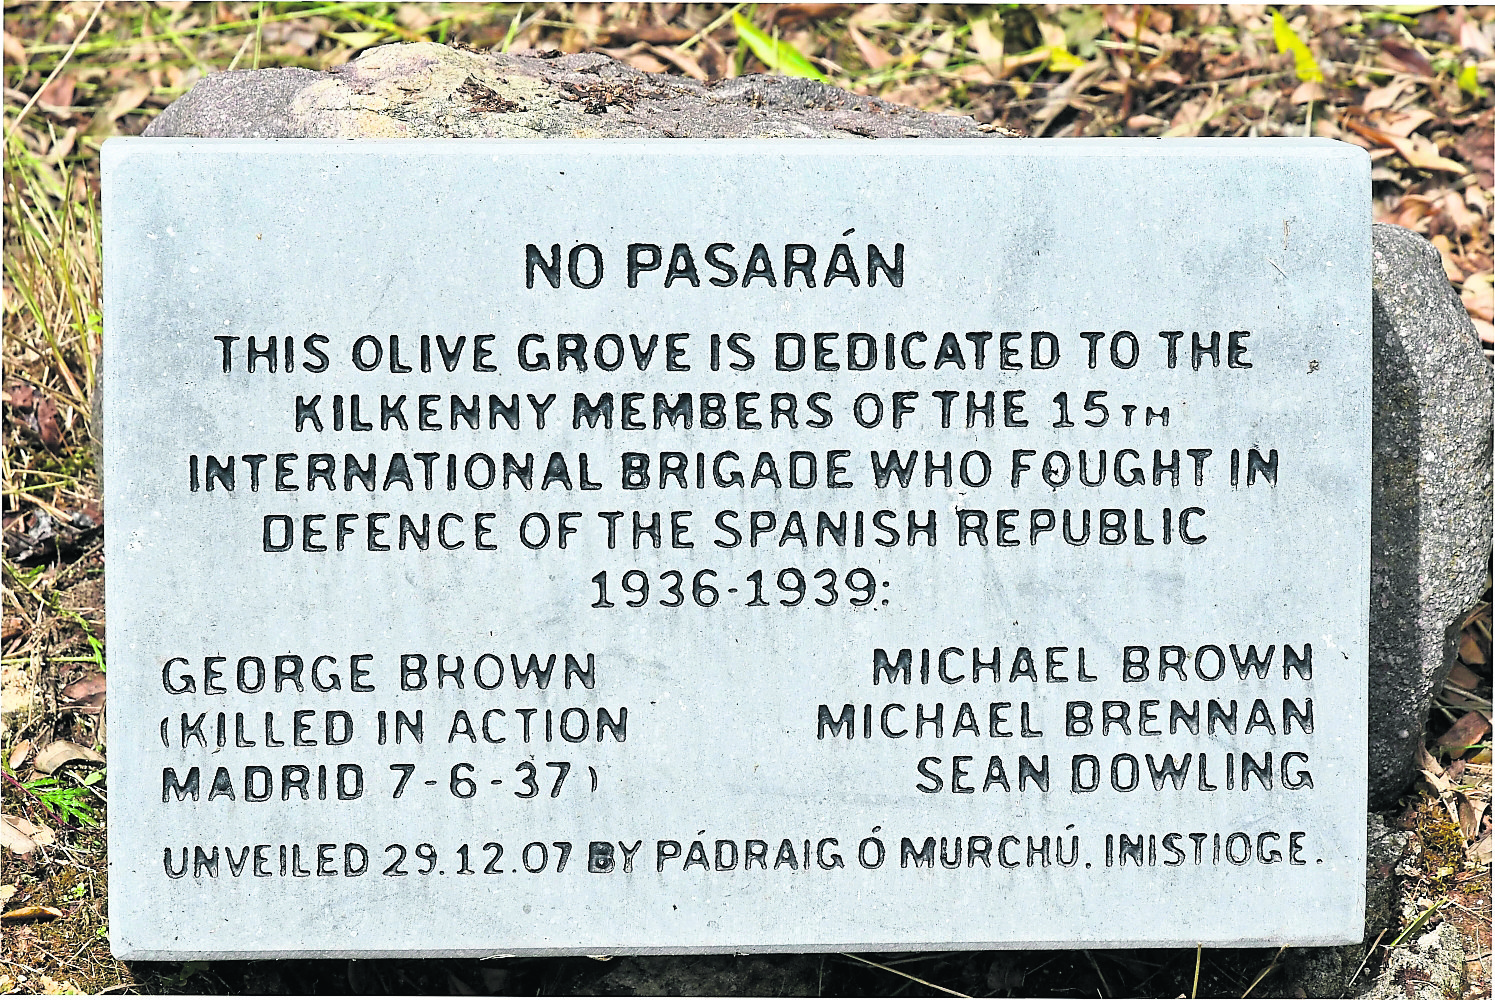 NO PASARÁN
THIS OLIVE GROVE IS DEDICATED TO THE
KILKENNY MEMBERS OF THE 15TH
INTERNATIONAL BRIGADE WHO FOUGHT IN
DEFENCE OF THE SPANISH REPUBLIC
1936-1939:
GEORGE BROWN
(KILLED IN ACTION
MADRID 7-6-37)
MICHAEL BROWN
MICHAEL BRENNAN
SEAN DOWLING
UNVEILED 29.12.07 BY PÁDRAIG Ó MURCHÚ. INISTIOGE.